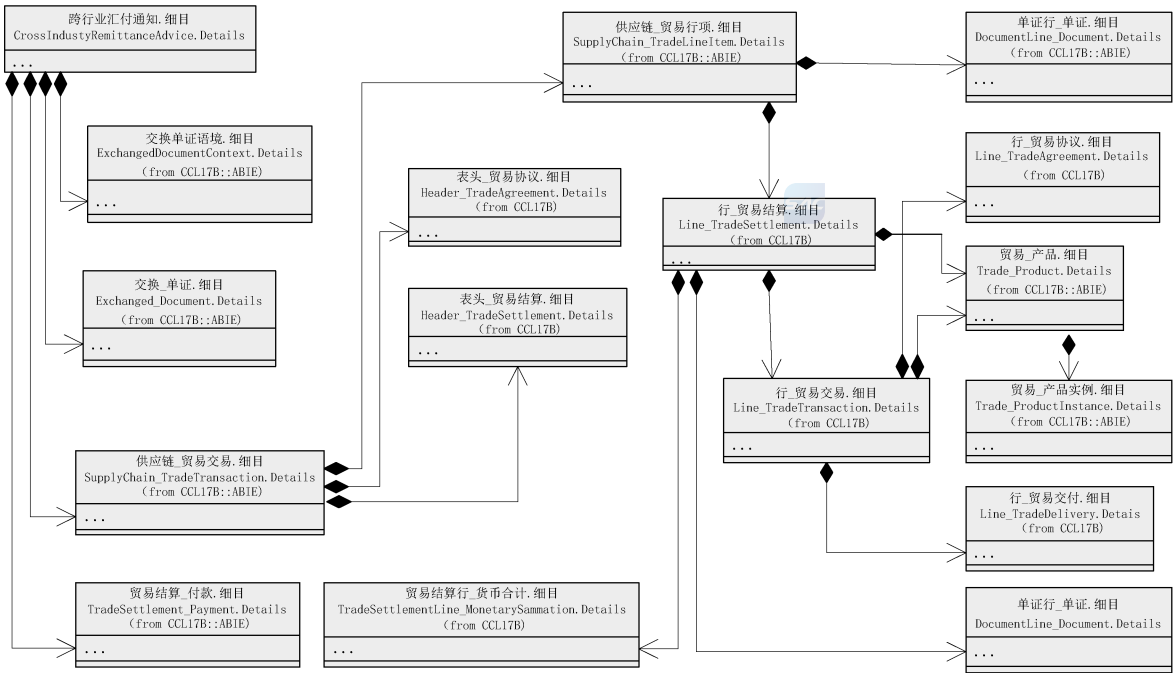 跨行业汇付通知.细目
CrossIndustyRemittanceAdvice.Details
...
交换单证语境.细目
ExchangedDocumentContext.Details
(from CCL17B::ABIE)
...
交换_单证.细目
Exchanged_Document.Details
(from CCL17B::ABIE)
...
供应链_贸易交易.细目
SupplyChain_TradeTransaction.Details
(from CCL17B::ABIE)
...
贸易结算_付款.细目
TradeSettlement_Payment.Details
(from CCL17B::ABIE)
...
表头_贸易协议.细目
Header_TradeAgreement.Details
(from CCL17B)
...
表头_贸易结算.细目
Header_TradeSettlement.Details
(from CCL17B)
...
贸易结算行_货币合计.细目
TradeSettlementLine_MonetarySammation.Details
(from CCL17B)
...
供应链_贸易行项.细目
SupplyChain_TradeLineItem.Details
(from CCL17B::ABIE)
...
行_贸易结算.细目
Line_TradeSettlement.Details
(from CCL17B)
...
行_贸易交易.细目
Line_TradeTransaction.Details
(from CCL17B)
...
单证行_单证.细目
DocumentLine_Document.Details
(from CCL17B::ABIE)
...
行_贸易协议.细目
Line_TradeAgreement.Details
(from CCL17B)
...
贸易_产品.细目
Trade_Product.Details
(from CCL17B::ABIE)
...
贸易_产品实例.细目
Trade_ProductInstance.Details
(from CCL17B::ABIE)
...
行_贸易交付.细目
Line_TradeDelivery.Detais
(from CCL17B)
...
单证行_单证.细目
DocumentLine_Document.Details
...